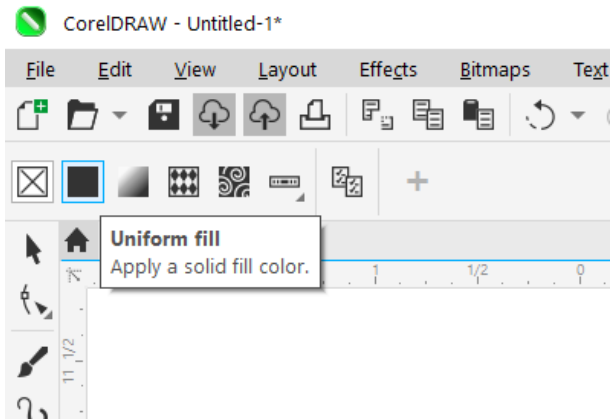 CorelDRAW - Untitled-1*
File Edit View Layout Effects Bitmaps Text
Uniform fill
Apply a solid fill color.
1 1/2 0
11 1/2